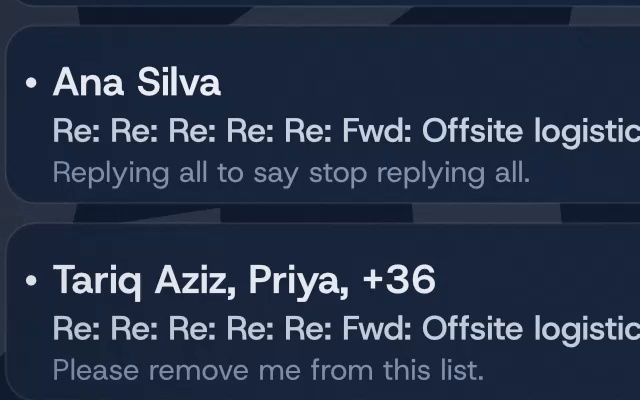 • Ana Silva
Re: Re: Re: Re: Re: Fwd: Offsite logistic
Replying all to say stop replying all.
• Tariq Aziz, Priya, +36
Re: Re: Re: Re: Re: Fwd: Offsite logistic
Please remove me from this list.